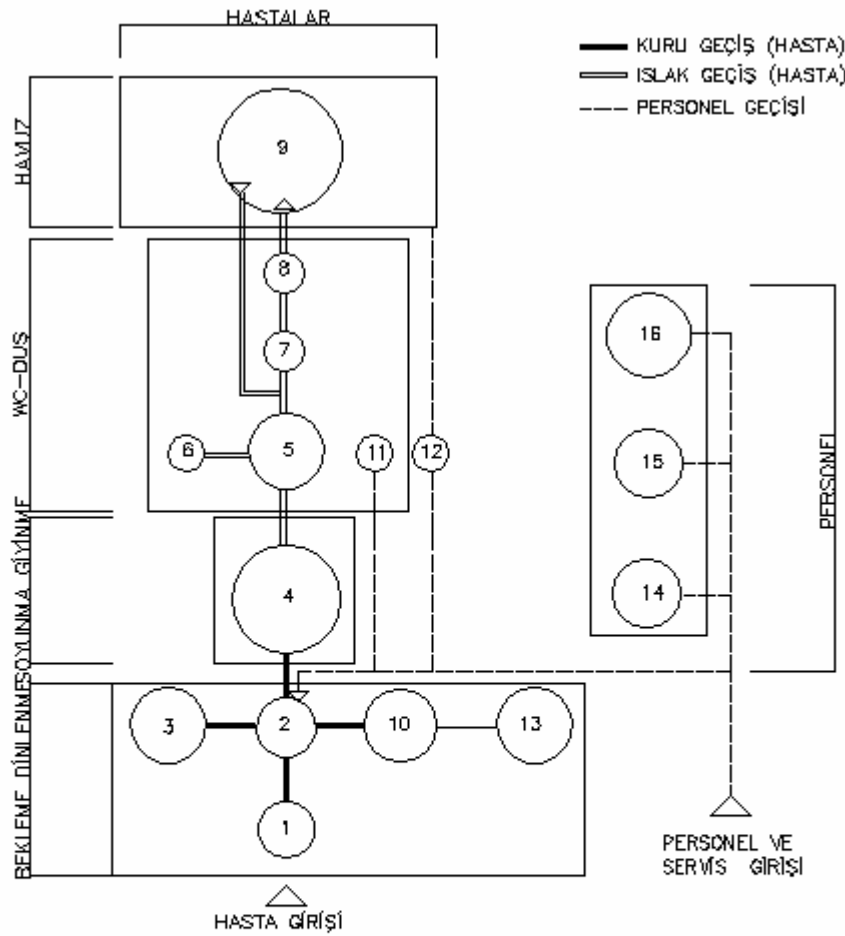 HASTALAR
KURU GEÇİŞ (HASTA)
ISLAK GEÇİŞ (HASTA)
PERSONEL GEÇİŞİ
HAVUZ
9
WC-DUŞ
8
7
6
5
11
12
16
15
14
PERSONEL
SOYUNMA GİYİNME
4
BEKLEME DİNLENME
3
2
10
13
1
HASTA GİRİŞİ
PERSONEL VE
SERVİS GİRİŞİ